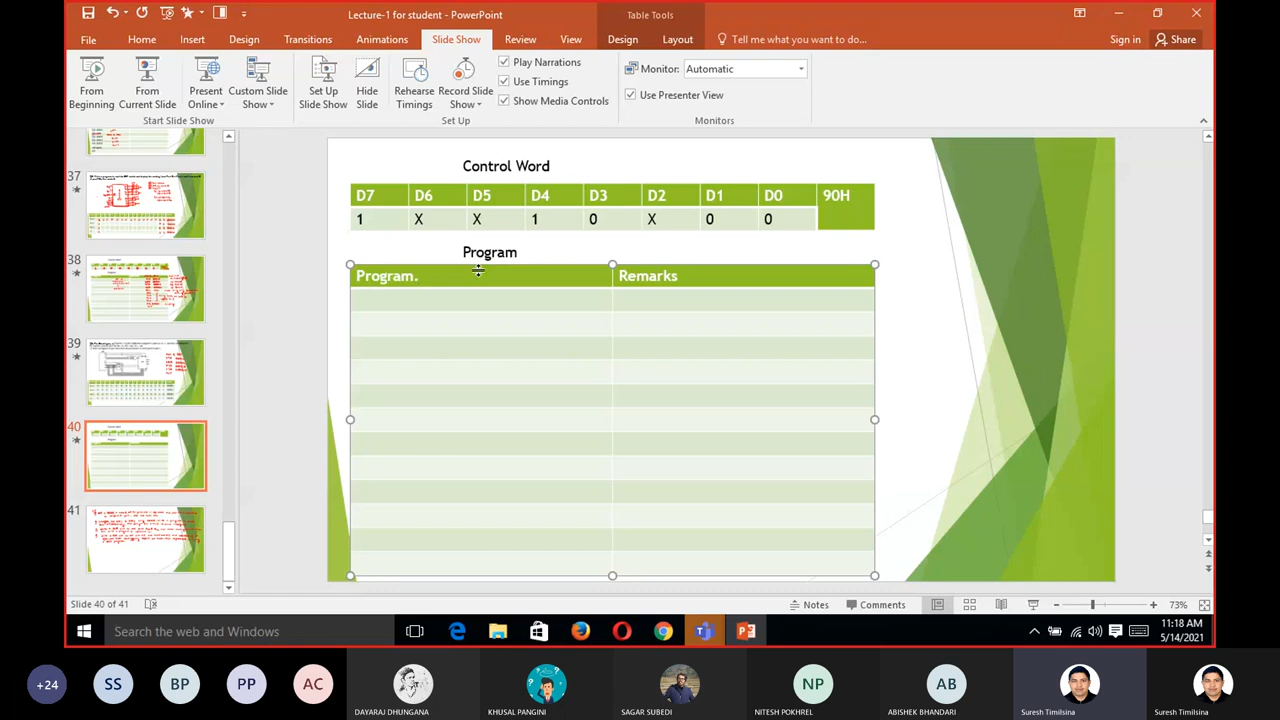 Lecture-1 for student - PowerPoint
Table Tools
File
Home
Insert
Design
Transitions
Animations
Slide Show
Review
View
Design
Layout
Tell me what you want to do...
Sign in
Share
From Beginning
From Current Slide
Present Online
Custom Slide Show
Set Up Slide Show
Hide Slide
Rehearse Timings
Record Slide Show
Play Narrations
Use Timings
Show Media Controls
Monitor: Automatic
Use Presenter View
Start Slide Show
Set Up
Monitors
37
38
39
40
41
Control Word
D7 D6 D5 D4 D3 D2 D1 D0 90H
1 X X 1 0 X 0 0
Program
Program. Remarks
Slide 40 of 41
Notes
Comments
73%
Search the web and Windows
11:18 AM
5/14/2021
+24
SS
BP
PP
AC
NP
AB
DAYARAJ DHUNGANA
KHUSAL PANGINI
SAGAR SUBEDI
NITESH POKHREL
ABISHEK BHANDARI
Suresh Timilsina
Suresh Timilsina